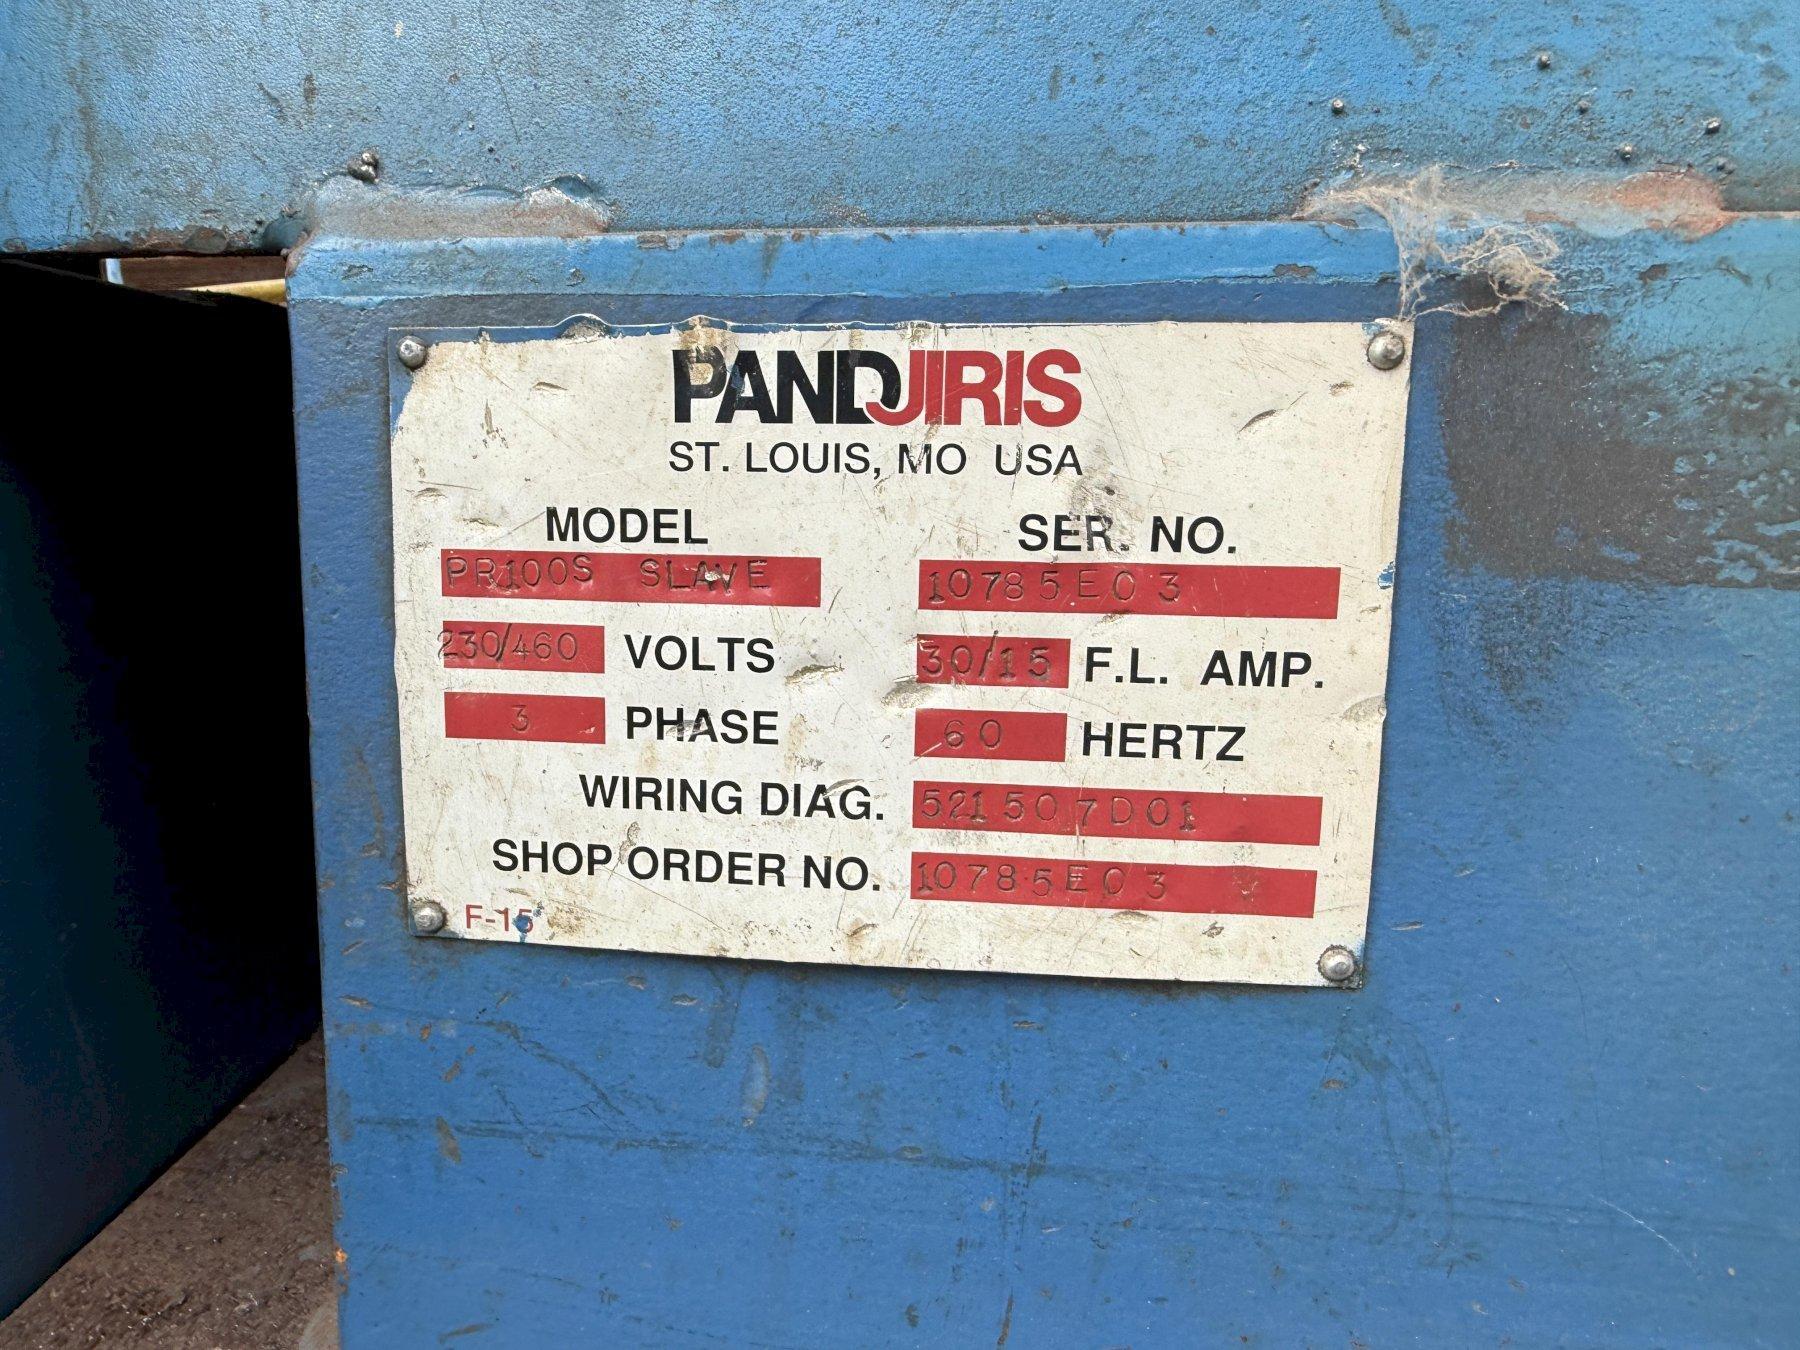 PANDJIRIS
ST. LOUIS, MO USA
MODEL SER. NO.
PR100S SLAVE 10785E03
230/460 VOLTS 30/15 F.L. AMP.
3 PHASE 60 HERTZ
WIRING DIAG. 521507D01
SHOP ORDER NO. 10785E03
F-15